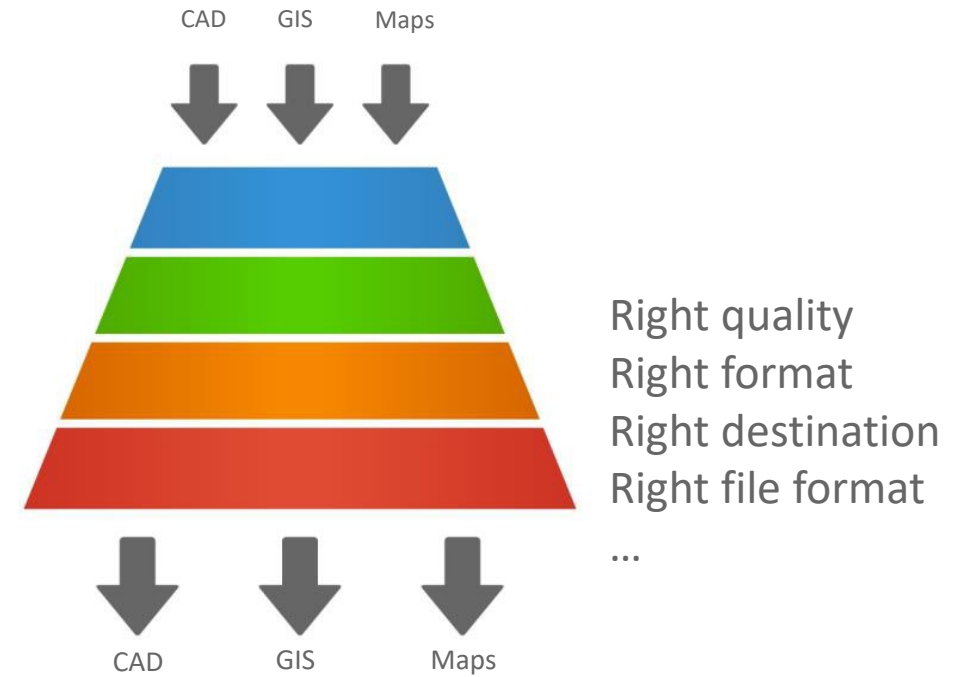 CAD GIS Maps
Right quality
Right format
Right destination
Right file format
...
CAD GIS Maps